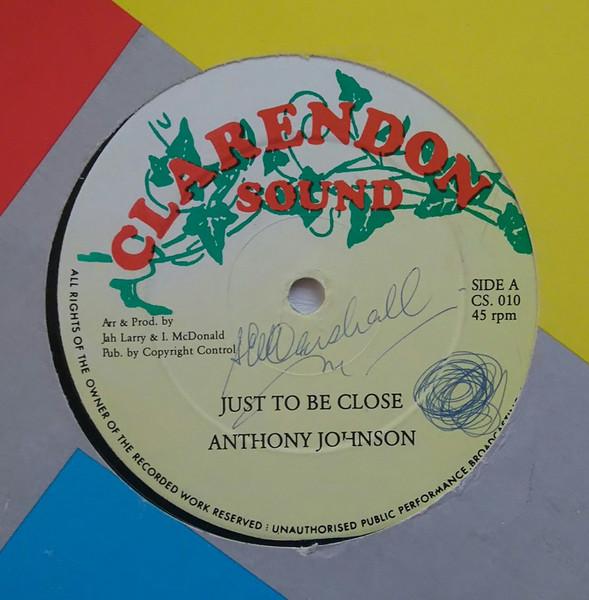 CLARENDON
SOUND
SIDE A
CS. 010
45 rpm
Arr & Prod. by
Jah Larry & I. McDonald
Pub. by Copyright Control
Marshall
JUST TO BE CLOSE
ANTHONY JOHNSON
ALL RIGHTS OF THE OWNER OF THE RECORDED WORK RESERVED : UNAUTHORISED PUBLIC PERFORMANCE, BROADCASTING